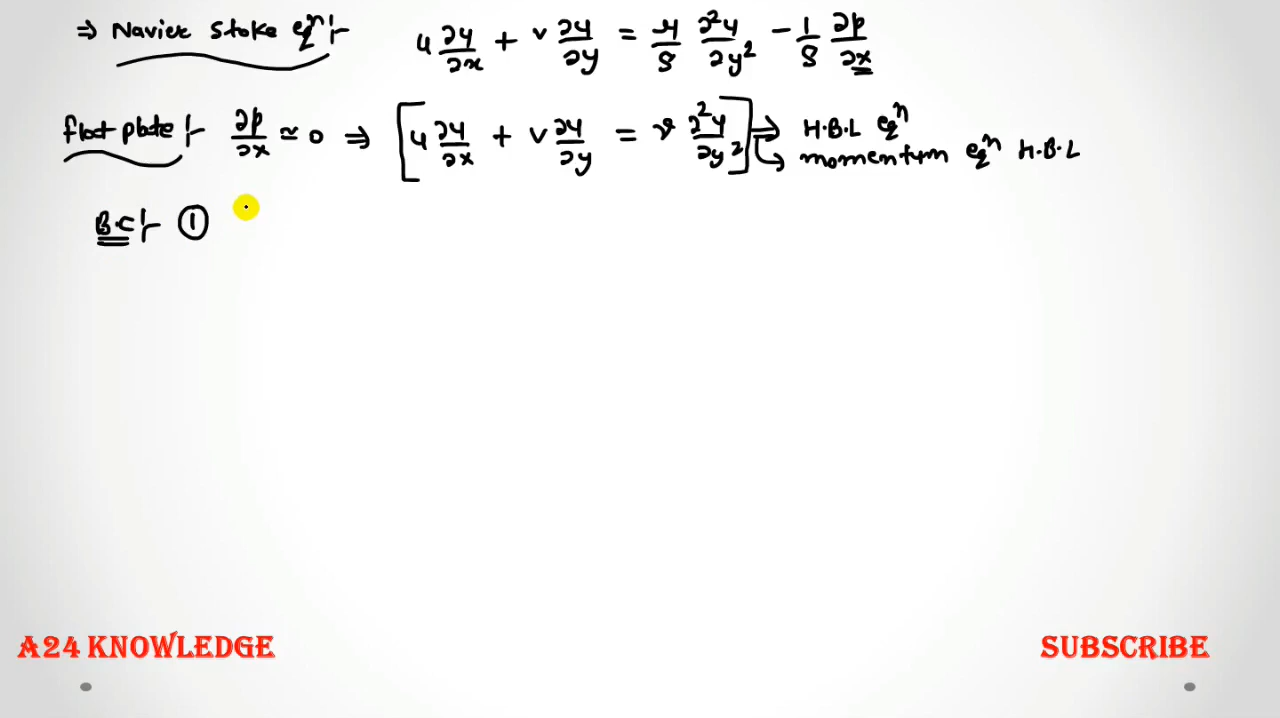 ⇒ Navier Stoke eqⁿ :- u ∂u/∂x + v ∂u/∂y = μ/ρ ∂²u/∂y² − 1/ρ ∂p/∂x
flat plate :- ∂p/∂x ≃ 0 ⇒ [u ∂u/∂x + v ∂u/∂y = ν ∂²u/∂y²] ⇒ H.B.L eqⁿ
↳ momentum eqⁿ H.B.L
B.C :- ①
A24 KNOWLEDGE
SUBSCRIBE